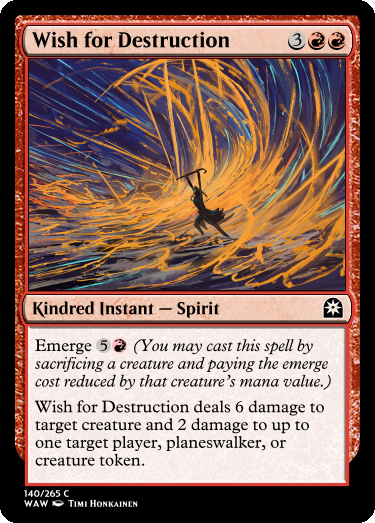 Wish for Destruction 3
Kindred Instant — Spirit
Emerge 5 (You may cast this spell by
sacrificing a creature and paying the emerge
cost reduced by that creature's mana value.)
Wish for Destruction deals 6 damage to
target creature and 2 damage to up to
one target player, planeswalker, or
creature token.
140/265 C
WAW TIMI HONKAINEN